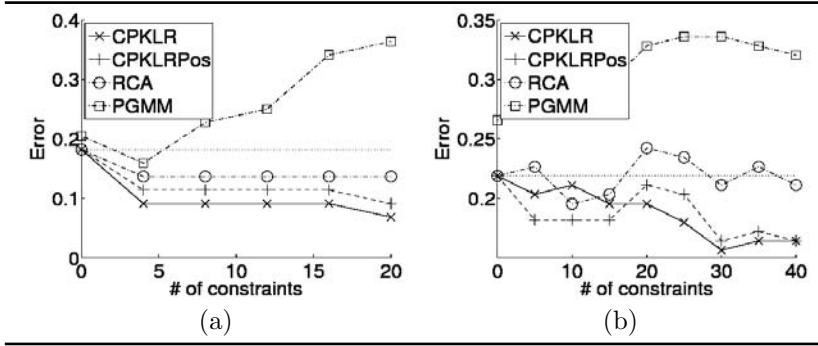 0.4
0.3
0.2
0.1
0
Error
CPKLR
CPKLRPos
RCA
PGMM
0 5 10 15 20
# of constraints
(a)
0.35
0.3
0.25
0.2
Error
CPKLR
CPKLRPos
RCA
PGMM
0 10 20 30 40
# of constraints
(b)